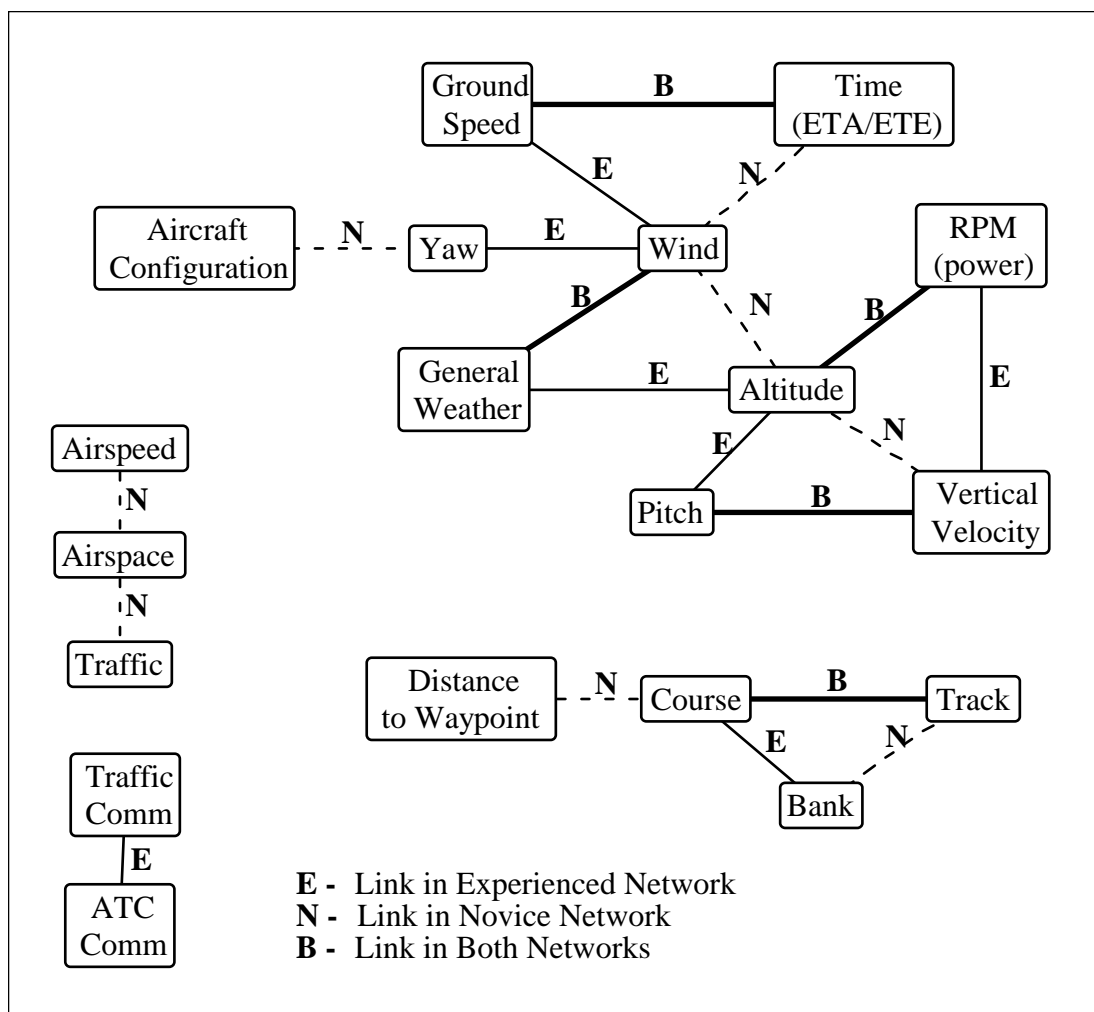 Ground
Speed
B
Time
(ETA/ETE)
E
N
Aircraft
Configuration
N
Yaw
E
Wind
RPM
(power)
B
N
B
General
Weather
E
Altitude
E
Airspeed
E
N
N
Pitch
B
Vertical
Velocity
Airspace
N
Traffic
Distance
to Waypoint
N
Course
B
Track
E
N
Bank
Traffic
Comm
E
ATC
Comm
E - Link in Experienced Network
N - Link in Novice Network
B - Link in Both Networks